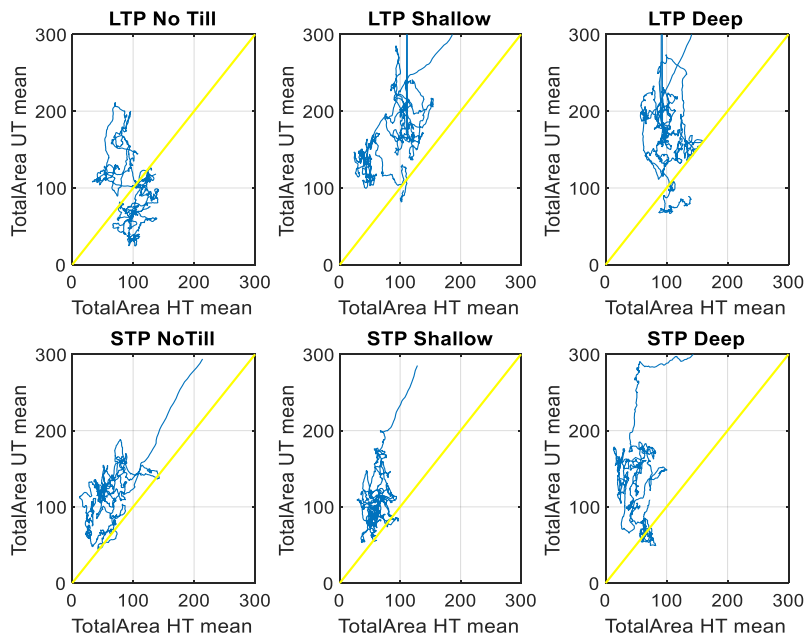 LTP No Till LTP Shallow LTP Deep
300 300 300
200 200 200
100 100 100
0 0 0
TotalArea UT mean TotalArea UT mean TotalArea UT mean
0 100 200 300 0 100 200 300 0 100 200 300
TotalArea HT mean TotalArea HT mean TotalArea HT mean
STP NoTill STP Shallow STP Deep
300 300 300
200 200 200
100 100 100
0 0 0
TotalArea UT mean TotalArea UT mean TotalArea UT mean
0 100 200 300 0 100 200 300 0 100 200 300
TotalArea HT mean TotalArea HT mean TotalArea HT mean